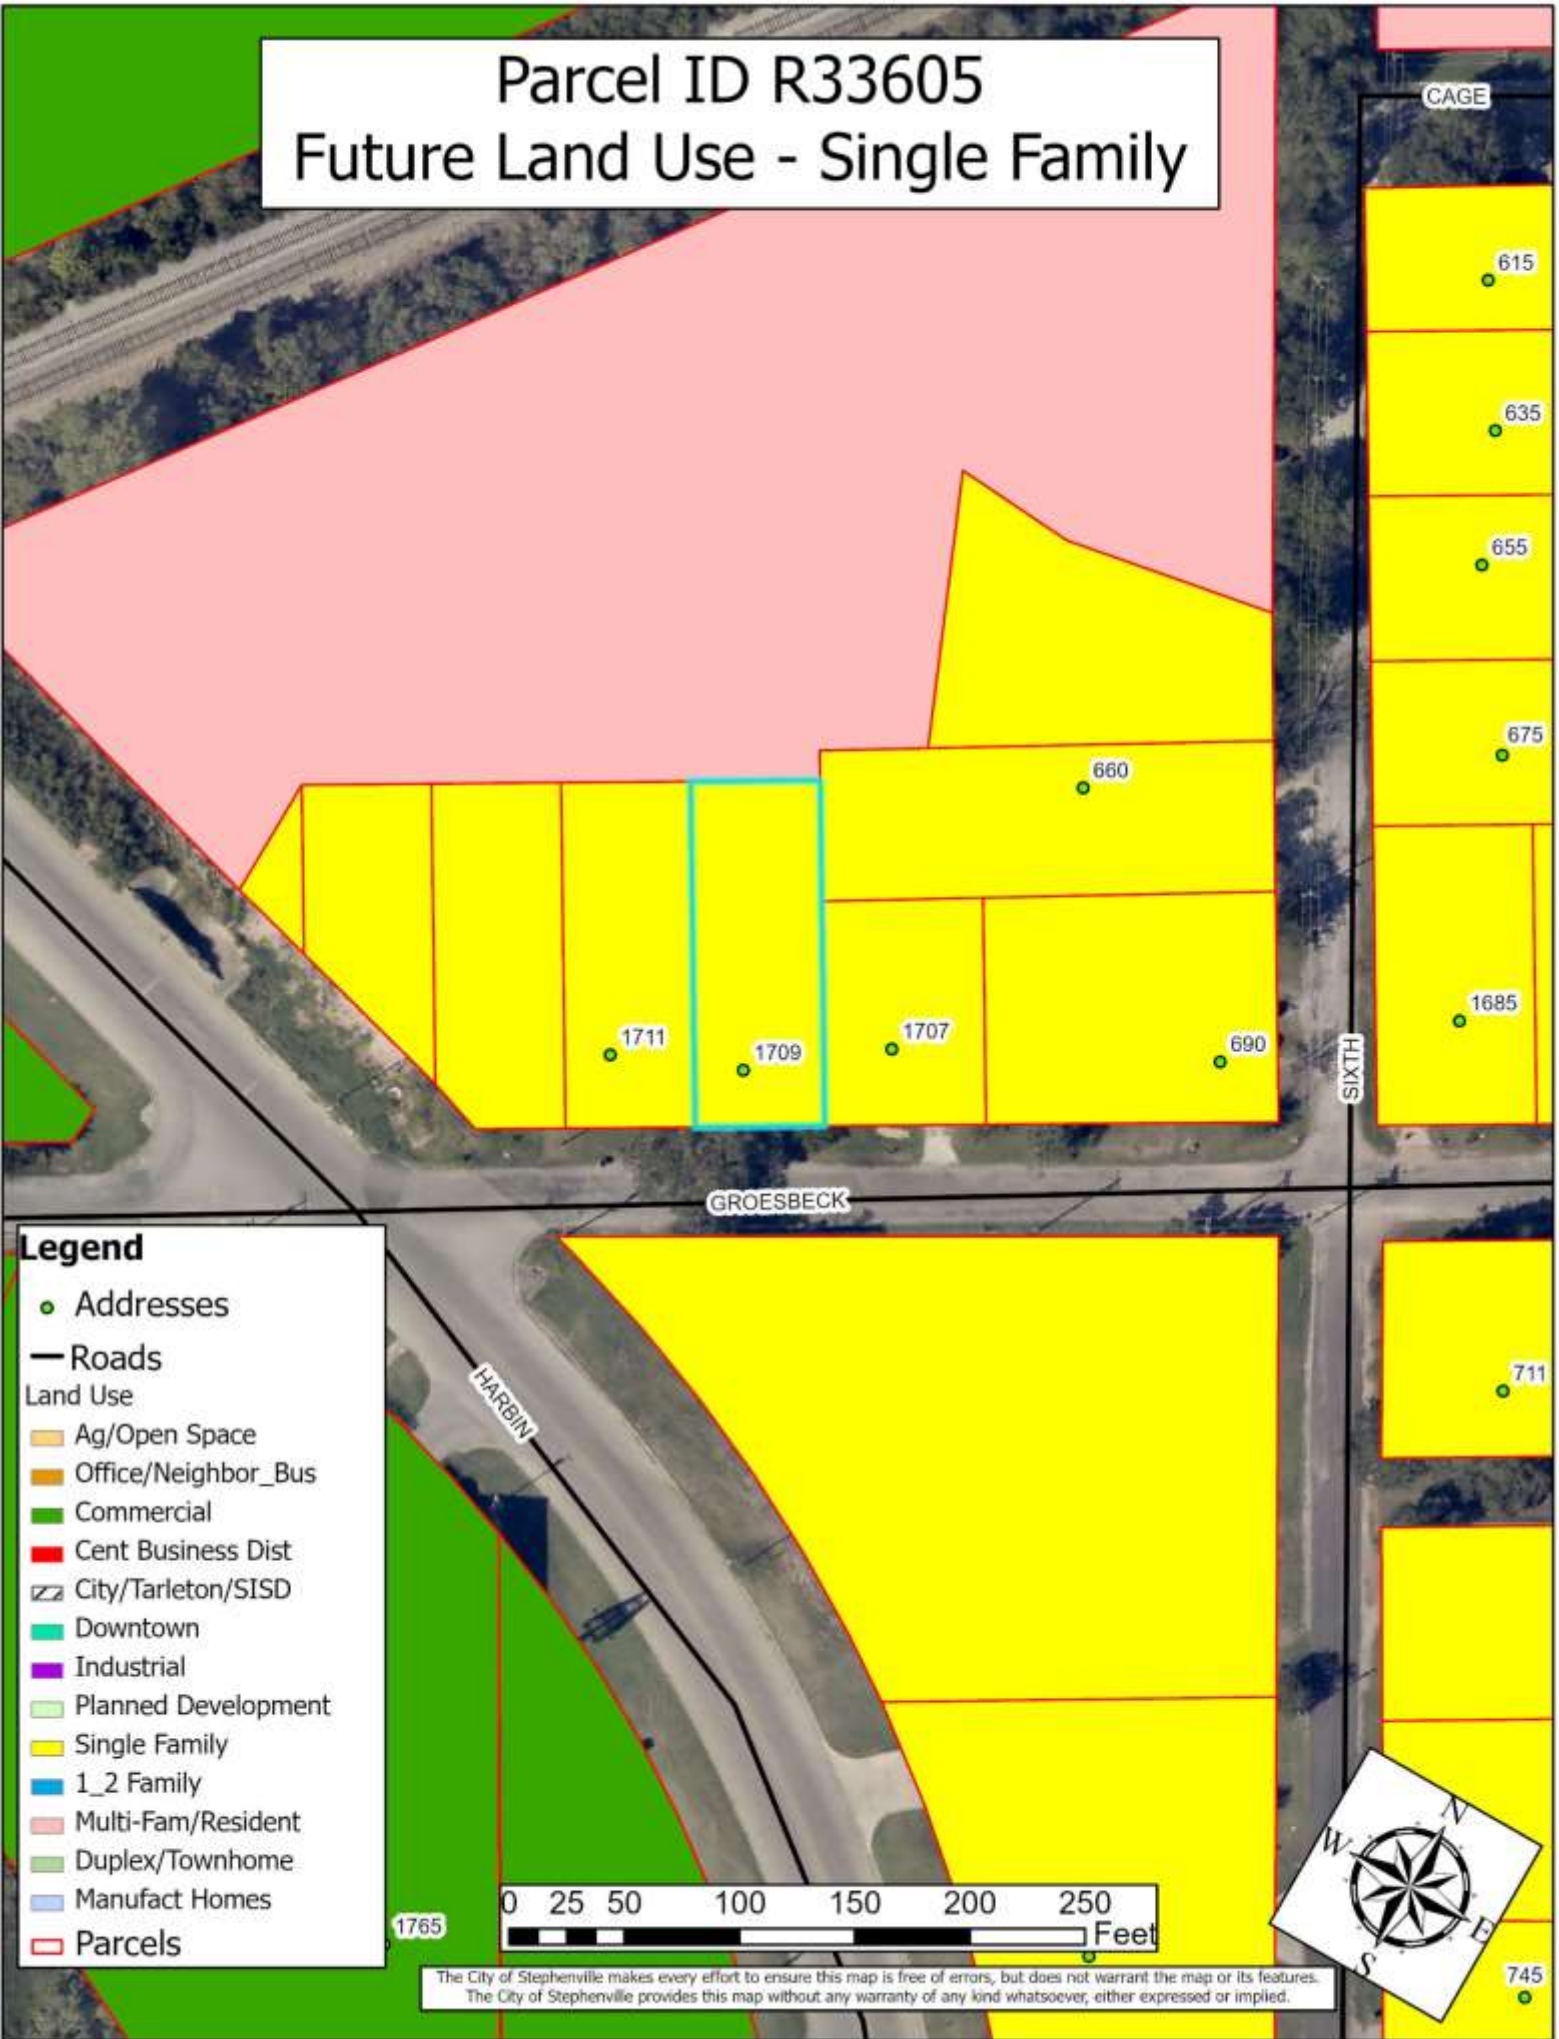 Parcel ID R33605
Future Land Use - Single Family
CAGE
615
635
655
675
660
1685
1711
1709
1707
690
SIXTH
GROESBECK
HARBIN
711
Legend
Addresses
Roads
Land Use
Ag/Open Space
Office/Neighbor_Bus
Commercial
Cent Business Dist
City/Tarleton/SISD
Downtown
Industrial
Planned Development
Single Family
1_2 Family
Multi-Fam/Resident
Duplex/Townhome
Manufact Homes
Parcels
1765
0 25 50 100 150 200 250
Feet
N
W
E
S
745
The City of Stephenville makes every effort to ensure this map is free of errors, but does not warrant the map or its features.
The City of Stephenville provides this map without any warranty of any kind whatsoever, either expressed or implied.